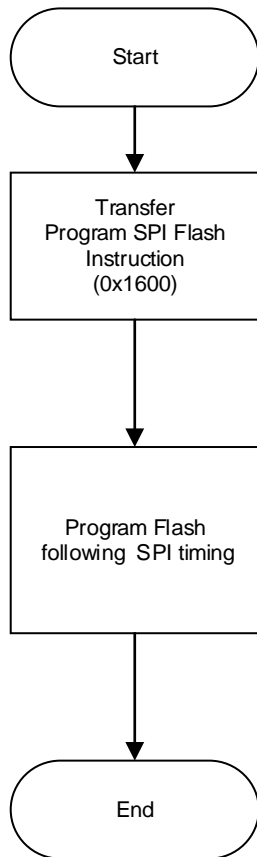 Start
Transfer
Program SPI Flash
Instruction
(0x1600)
Program Flash
following SPI timing
End